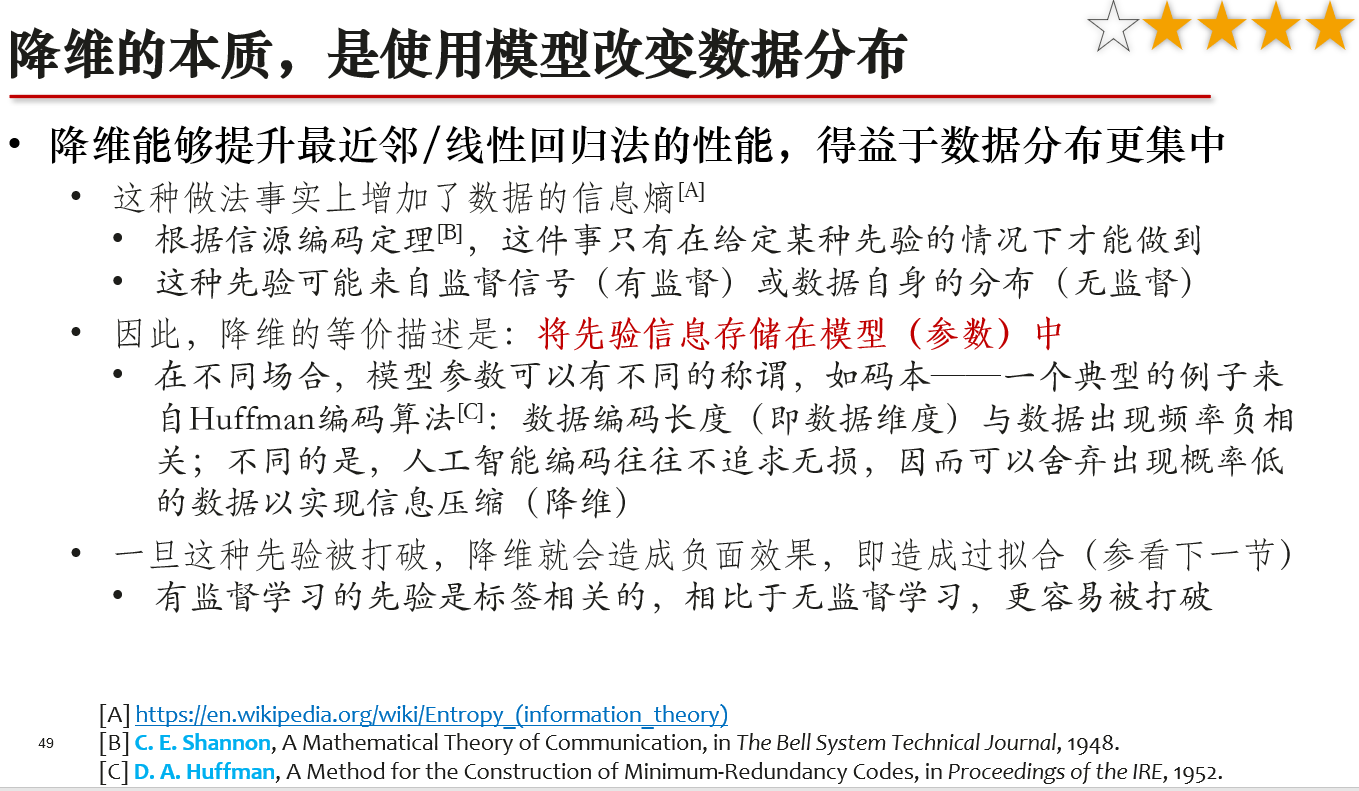 降维的本质，是使用模型改变数据分布
• 降维能够提升最近邻/线性回归法的性能，得益于数据分布更集中
• 这种做法事实上增加了数据的信息熵[A]
• 根据信源编码定理[B]，这件事只有在给定某种先验的情况下才能做到
• 这种先验可能来自监督信号（有监督）或数据自身的分布（无监督）
• 因此，降维的等价描述是：将先验信息存储在模型（参数）中
• 在不同场合，模型参数可以有不同的称谓，如码本——一个典型的例子来
自Huffman编码算法[C]：数据编码长度（即数据维度）与数据出现频率负相
关；不同的是，人工智能编码往往不追求无损，因而可以舍弃出现概率低
的数据以实现信息压缩（降维）
• 一旦这种先验被打破，降维就会造成负面效果，即造成过拟合（参看下一节）
• 有监督学习的先验是标签相关的，相比于无监督学习，更容易被打破
[A] https://en.wikipedia.org/wiki/Entropy_(information_theory)
49
[B] C. E. Shannon, A Mathematical Theory of Communication, in The Bell System Technical Journal, 1948.
[C] D. A. Huffman, A Method for the Construction of Minimum-Redundancy Codes, in Proceedings of the IRE, 1952.